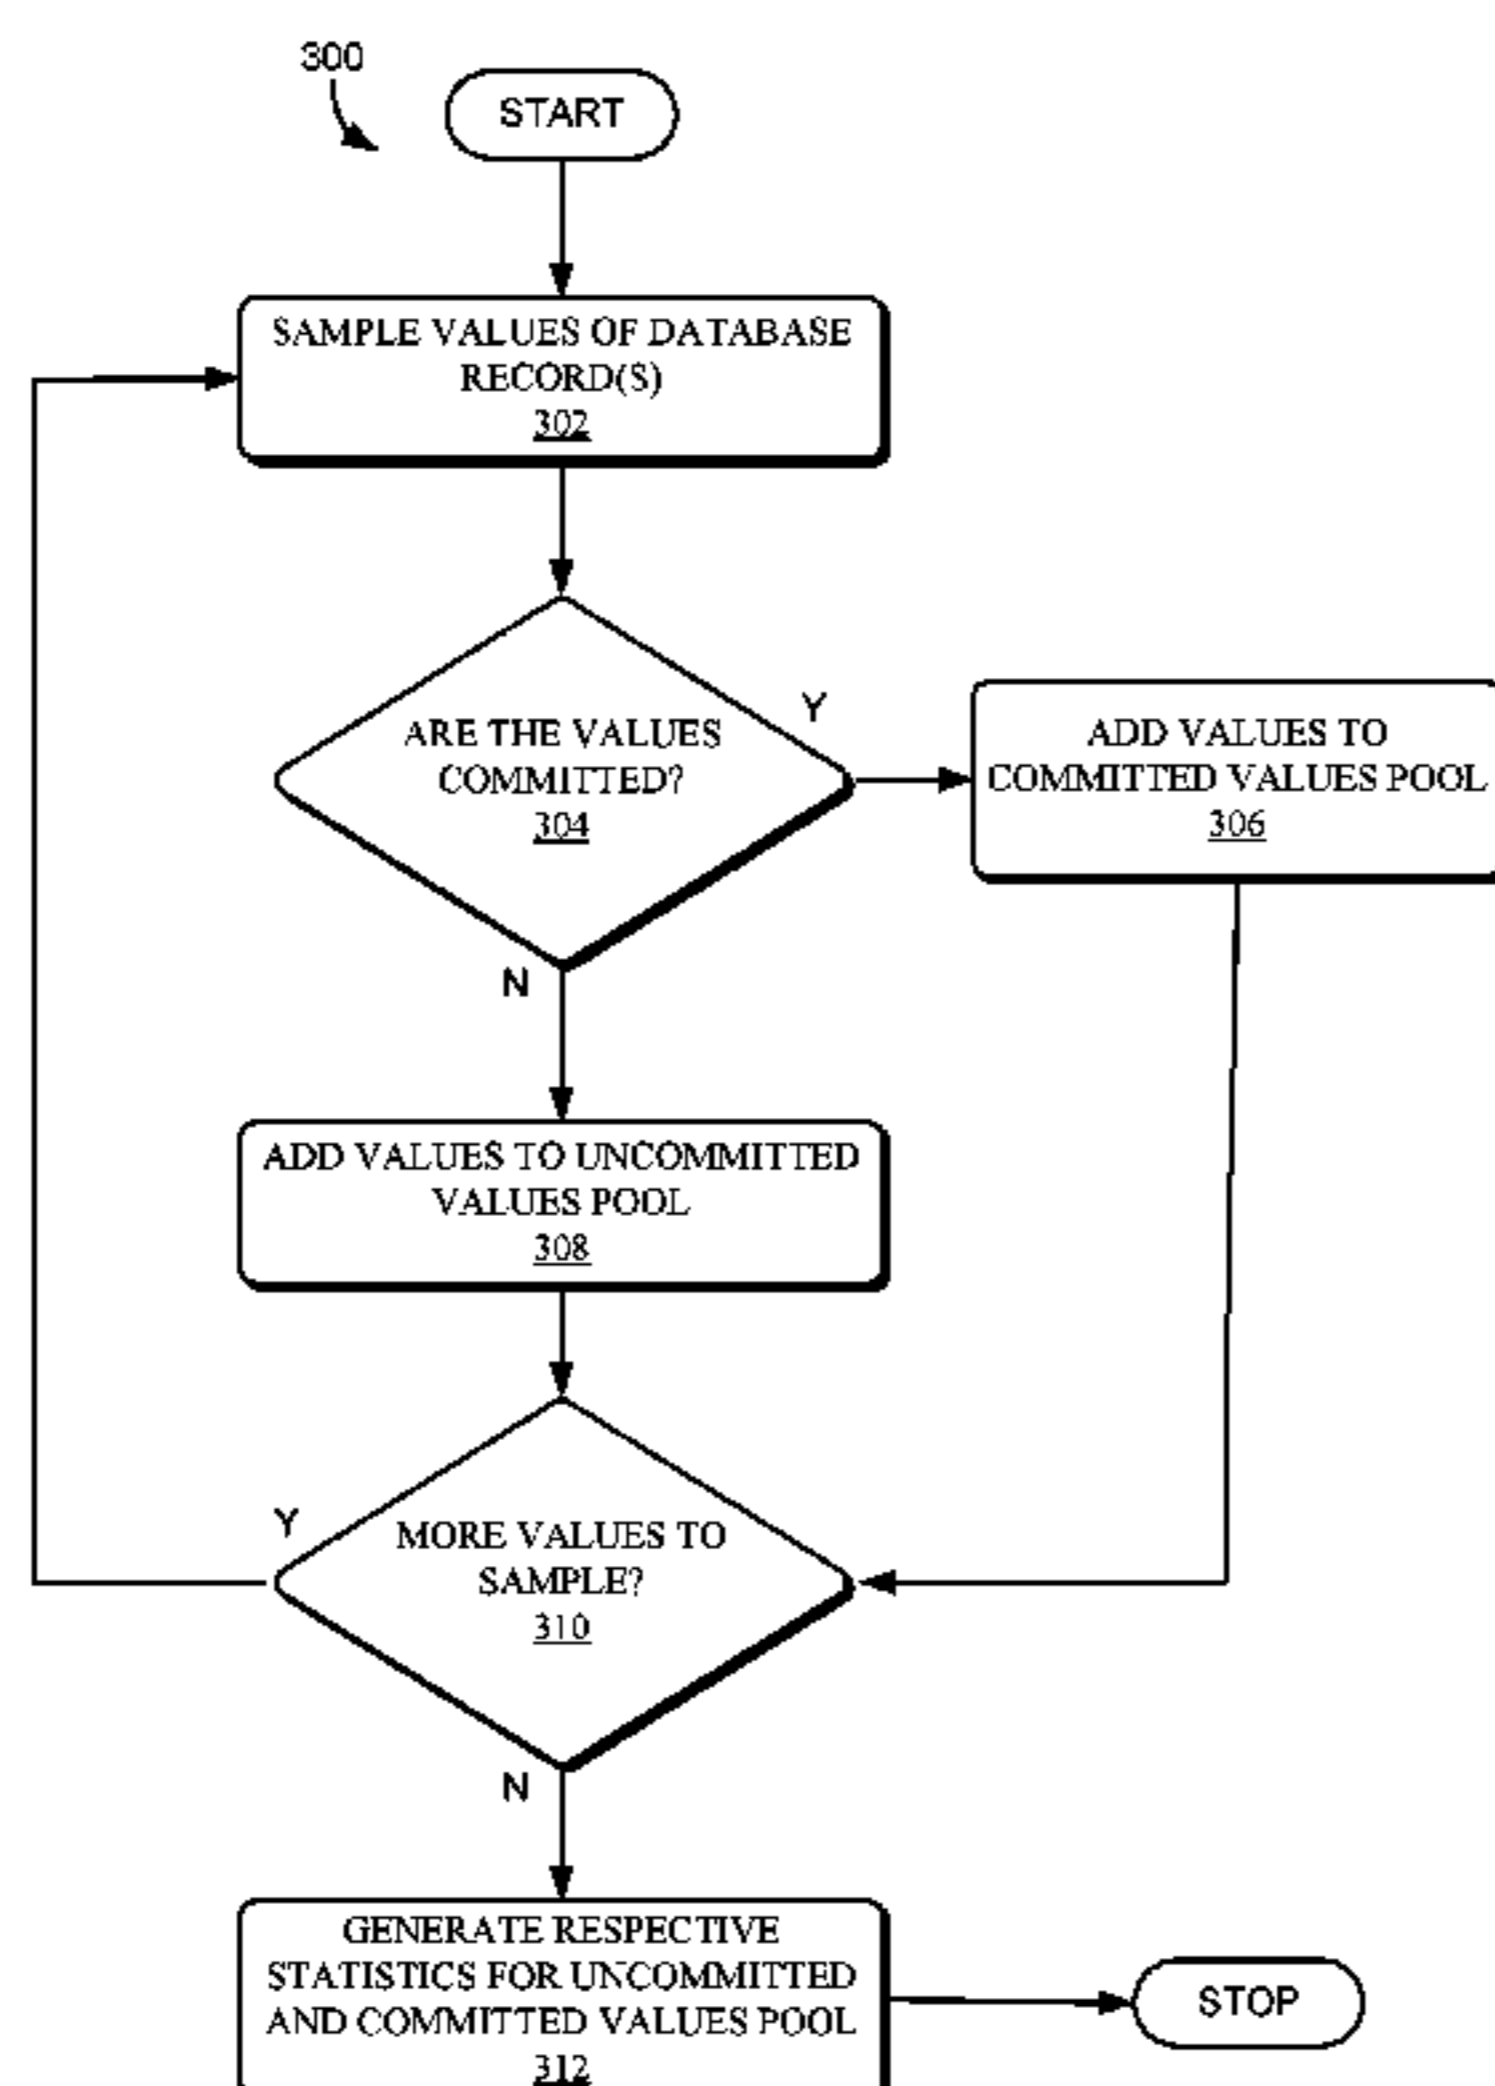 300
START
SAMPLE VALUES OF DATABASE
RECORD(S)
302
ARE THE VALUES
COMMITTED?
304
Y
ADD VALUES TO
COMMITTED VALUES POOL
306
N
ADD VALUES TO UNCOMMITTED
VALUES POOL
308
Y
MORE VALUES TO
SAMPLE?
310
N
GENERATE RESPECTIVE
STATISTICS FOR UNCOMMITTED
AND COMMITTED VALUES POOL
312
STOP